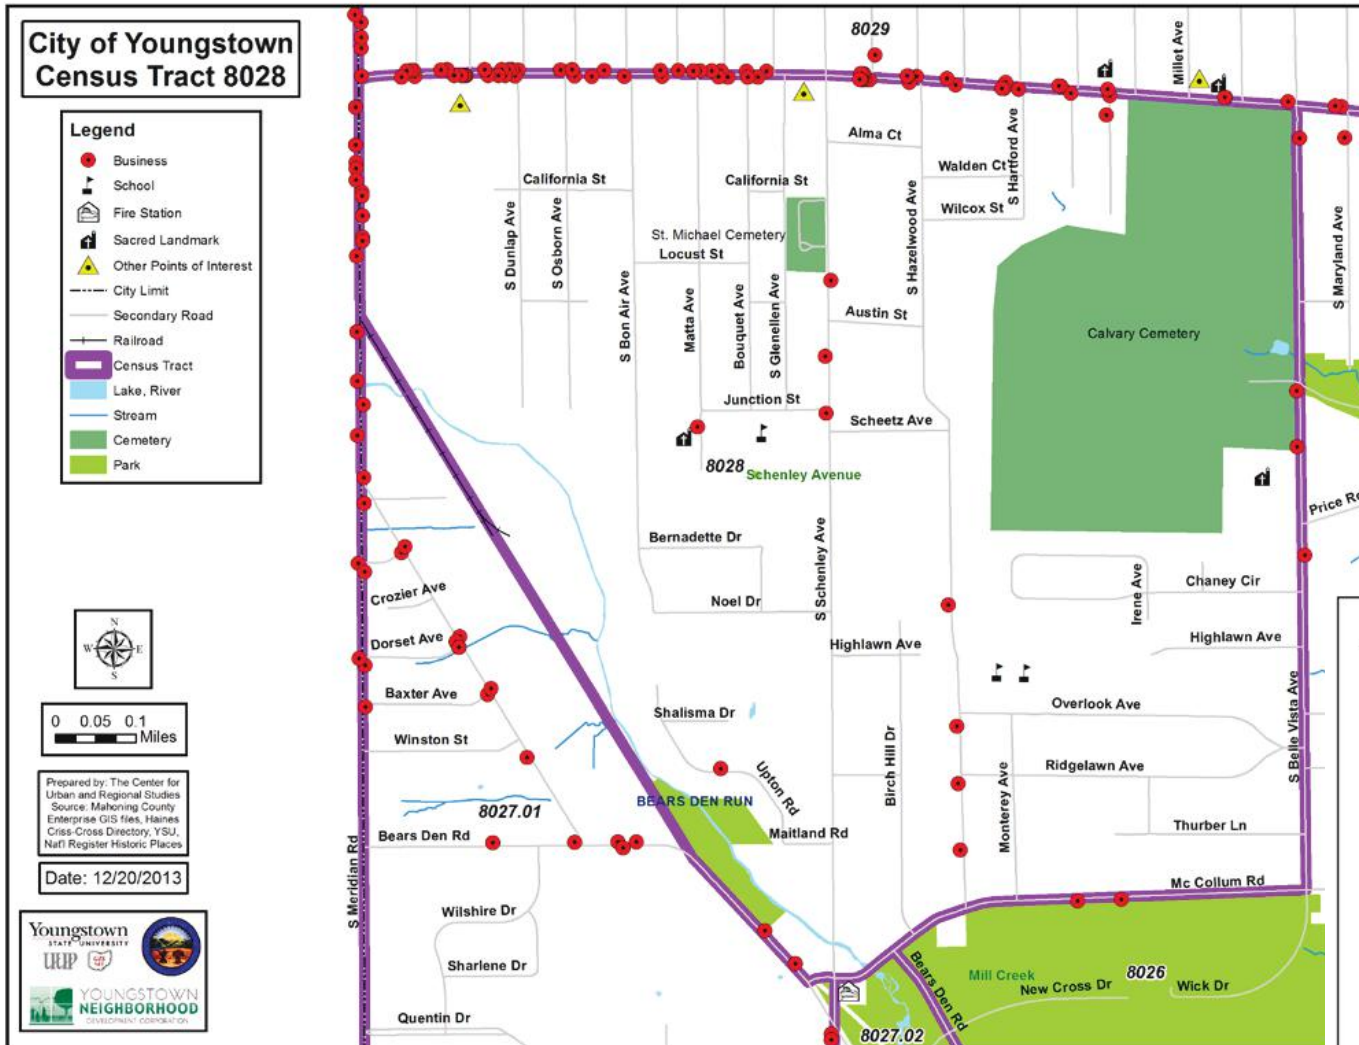 City of Youngstown
Census Tract 8028
Legend
Business
School
Fire Station
Sacred Landmark
Other Points of Interest
City Limit
Secondary Road
Railroad
Census Tract
Lake, River
Stream
Cemetery
Park
N
W E
S
0 0.05 0.1
Miles
Prepared by: The Center for
Urban and Regional Studies
Source: Mahoning County
Enterprise GIS files, Haines
Criss-Cross Directory, YSU,
Nat'l Register Historic Places
Date: 12/20/2013
Youngstown
STATE UNIVERSITY
YOUNGSTOWN
NEIGHBORHOOD
DEVELOPMENT CORPORATION
8029
Millet Ave
Alma Ct
S Hartford Ave
Walden Ct
California St
California St
Wilcox St
S Dunlap Ave
S Osborn Ave
S Hazelwood Ave
S Maryland Ave
St. Michael Cemetery
Locust St
S Bon Air Ave
Matta Ave
Bouquet Ave
S Glenellen Ave
Austin St
Calvary Cemetery
Junction St
Scheetz Ave
8028
Schenley Avenue
Price Rd
Bernadette Dr
S Schenley Ave
Irene Ave
Chaney Cir
Crozier Ave
Noel Dr
Dorset Ave
Highlawn Ave
Highlawn Ave
Baxter Ave
Shalisma Dr
Overlook Ave
S Belle Vista Ave
Winston St
Upton Rd
Birch Hill Dr
Ridgelawn Ave
8027.01
BEARS DEN RUN
Monterey Ave
Bears Den Rd
Maitland Rd
Thurber Ln
S Meridian Rd
Mc Collum Rd
Wilshire Dr
Sharlene Dr
Bears Den Rd
Mill Creek
8026
New Cross Dr
Wick Dr
Quentin Dr
8027.02